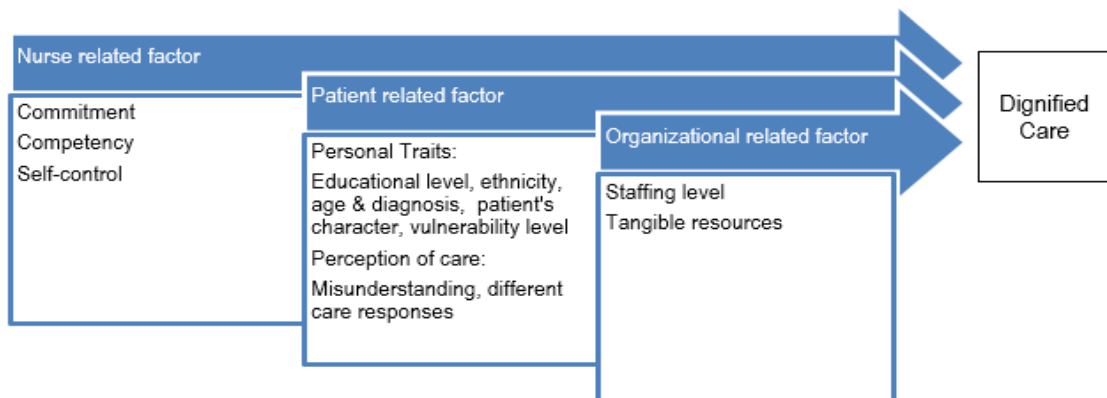 Nurse related factor
Commitment
Competency
Self-control
Patient related factor
Personal Traits:
Educational level, ethnicity,
age & diagnosis, patient's
character, vulnerability level
Perception of care:
Misunderstanding, different
care responses
Organizational related factor
Staffing level
Tangible resources
Dignified
Care